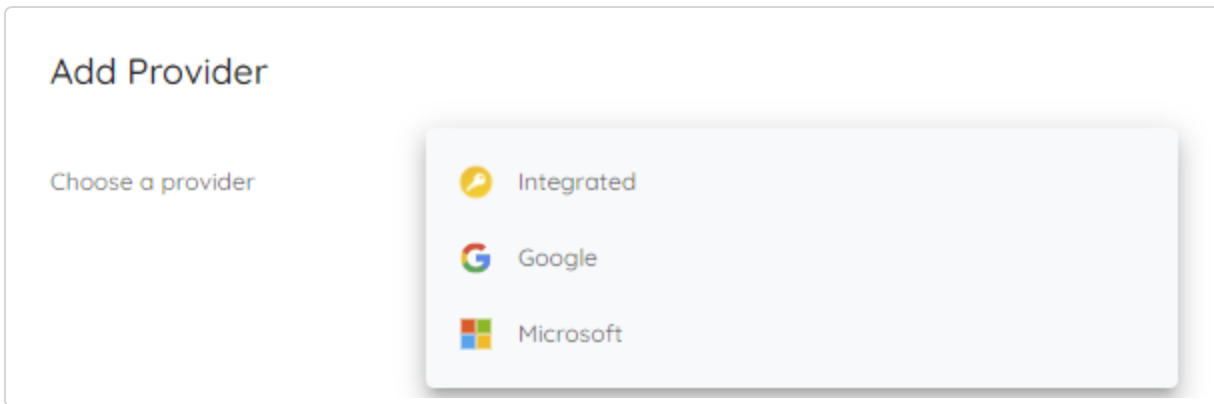 Add Provider
Choose a provider
Integrated
Google
Microsoft